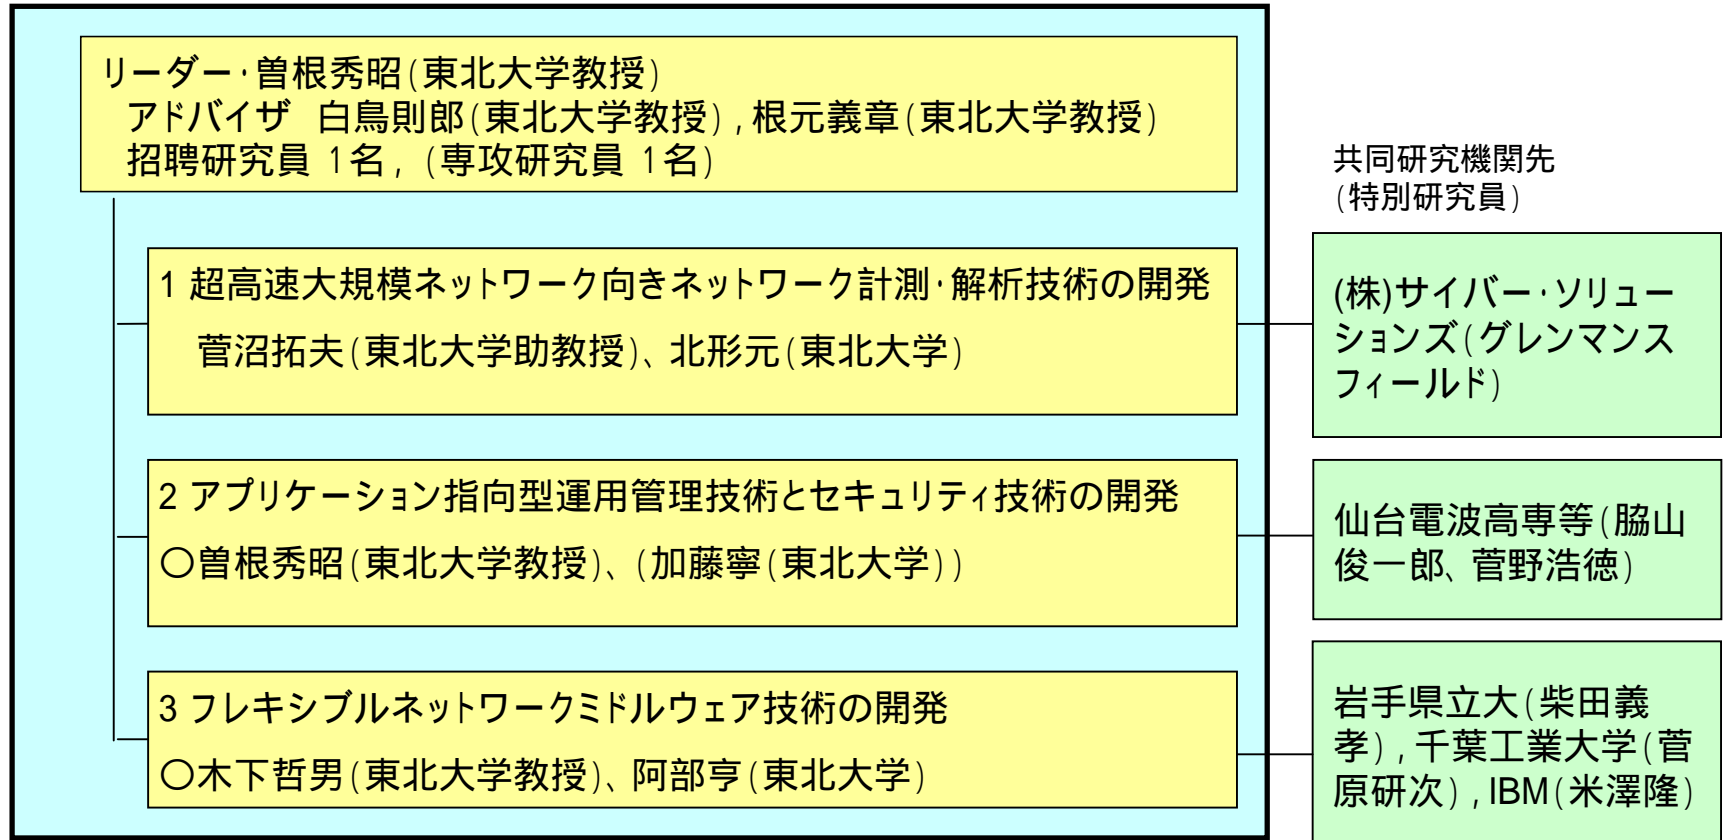 リーダー・曽根秀昭(東北大学教授)
アドバイザ 白鳥則郎(東北大学教授),根元義章(東北大学教授)
招聘研究員 1名, (専攻研究員 1名)
共同研究機関先
(特別研究員)
1 超高速大規模ネットワーク向きネットワーク計測・解析技術の開発
菅沼拓夫(東北大学助教授)、北形元(東北大学)
(株)サイバー・ソリュー
ションズ(グレンマンス
フィールド)
2 アプリケーション指向型運用管理技術とセキュリティ技術の開発
〇曽根秀昭(東北大学教授)、(加藤寧(東北大学))
仙台電波高専等(脇山
俊一郎、菅野浩徳)
3 フレキシブルネットワークミドルウェア技術の開発
〇木下哲男(東北大学教授)、阿部亨(東北大学)
岩手県立大(柴田義
孝),千葉工業大学(菅
原研次),IBM(米澤隆)